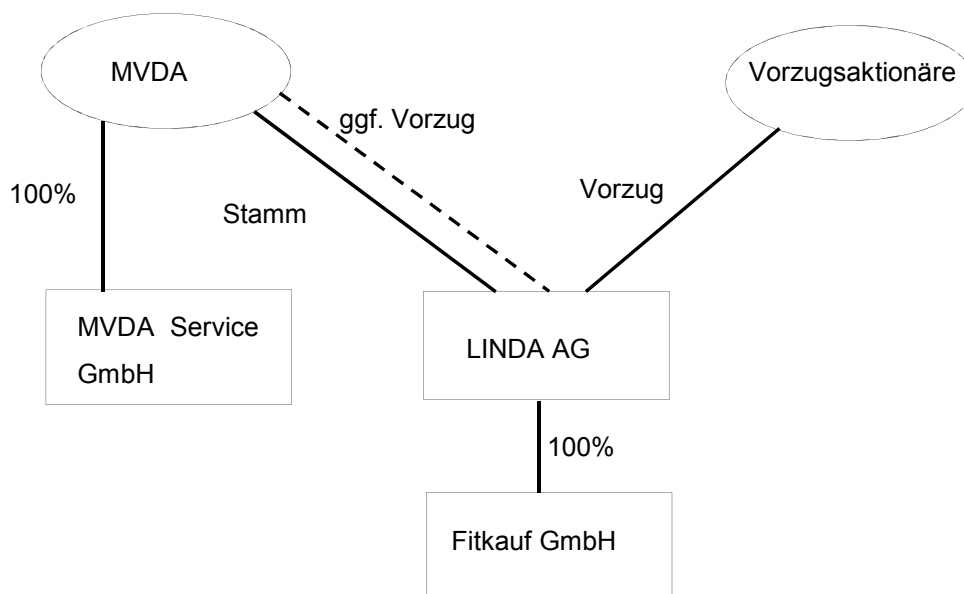 MVDA
Vorzugsaktionäre
ggf. Vorzug
100%
Stamm
Vorzug
MVDA Service
GmbH
LINDA AG
100%
Fitkauf GmbH